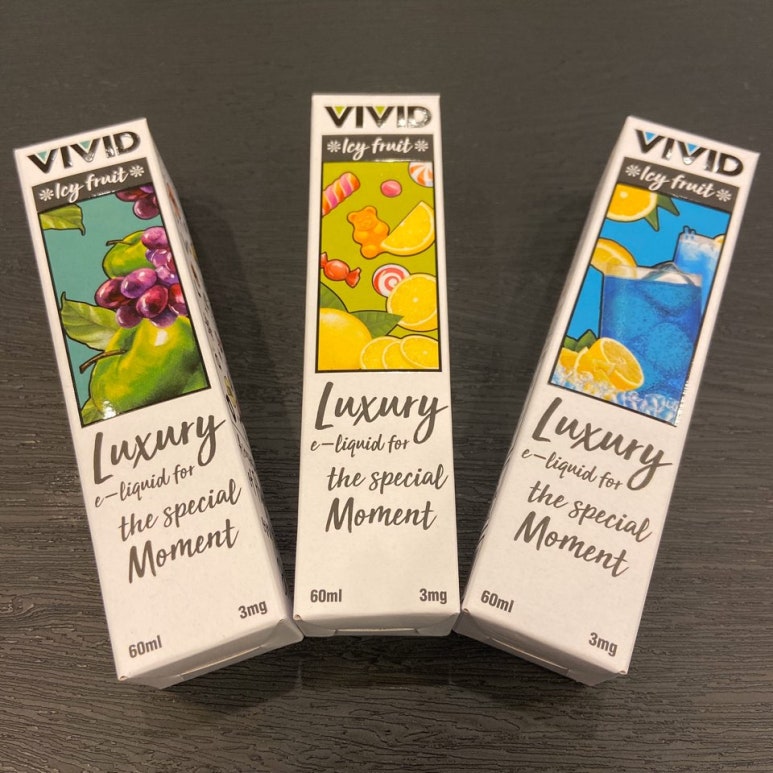 VIVID
Icy fruit
Luxury
e-liquid for
the special
Moment
60ml
3mg
VIVID
Icy fruit
Luxury
e-liquid for
the special
Moment
60ml
3mg
VIVID
Icy fruit
Luxury
e-liquid for
the special
Moment
60ml
3mg